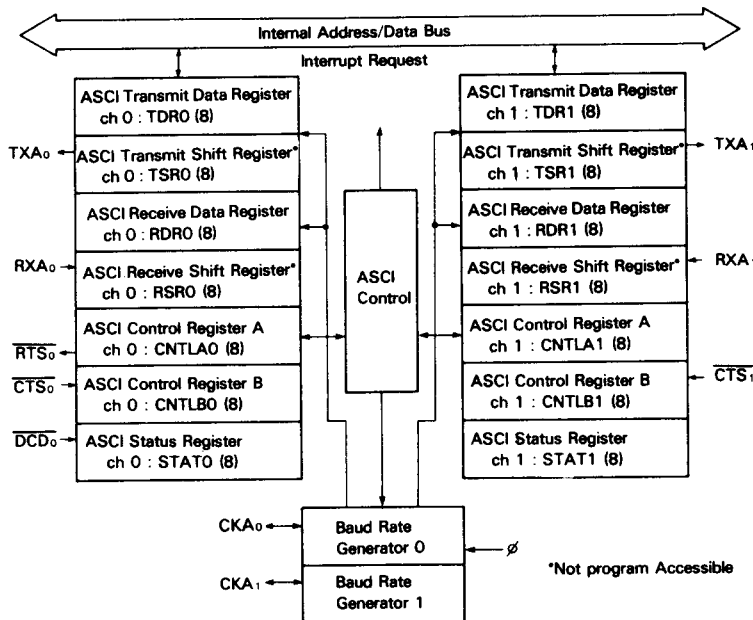 Internal Address/Data Bus
Interrupt Request
ASCI Transmit Data Register
ch 0 : TDR0 (8)
TXA₀
ASCI Transmit Shift Register*
ch 0 : TSR0 (8)
ASCI Receive Data Register
ch 0 : RDR0 (8)
RXA₀
ASCI Receive Shift Register*
ch 0 : RSR0 (8)
ASCI Control Register A
ch 0 : CNTLA0 (8)
RTS₀
CTS₀
ASCI Control Register B
ch 0 : CNTLB0 (8)
DCD₀
ASCI Status Register
ch 0 : STAT0 (8)
ASCI
Control
ASCI Transmit Data Register
ch 1 : TDR1 (8)
ASCI Transmit Shift Register*
ch 1 : TSR1 (8)
TXA₁
ASCI Receive Data Register
ch 1 : RDR1 (8)
ASCI Receive Shift Register*
ch 1 : RSR1 (8)
RXA
ASCI Control Register A
ch 1 : CNTLA1 (8)
ASCI Control Register B
ch 1 : CNTLB1 (8)
CTS₁
ASCI Status Register
ch 1 : STAT1 (8)
CKA₀
Baud Rate
Generator 0
ø
CKA₁
Baud Rate
Generator 1
*Not program Accessible